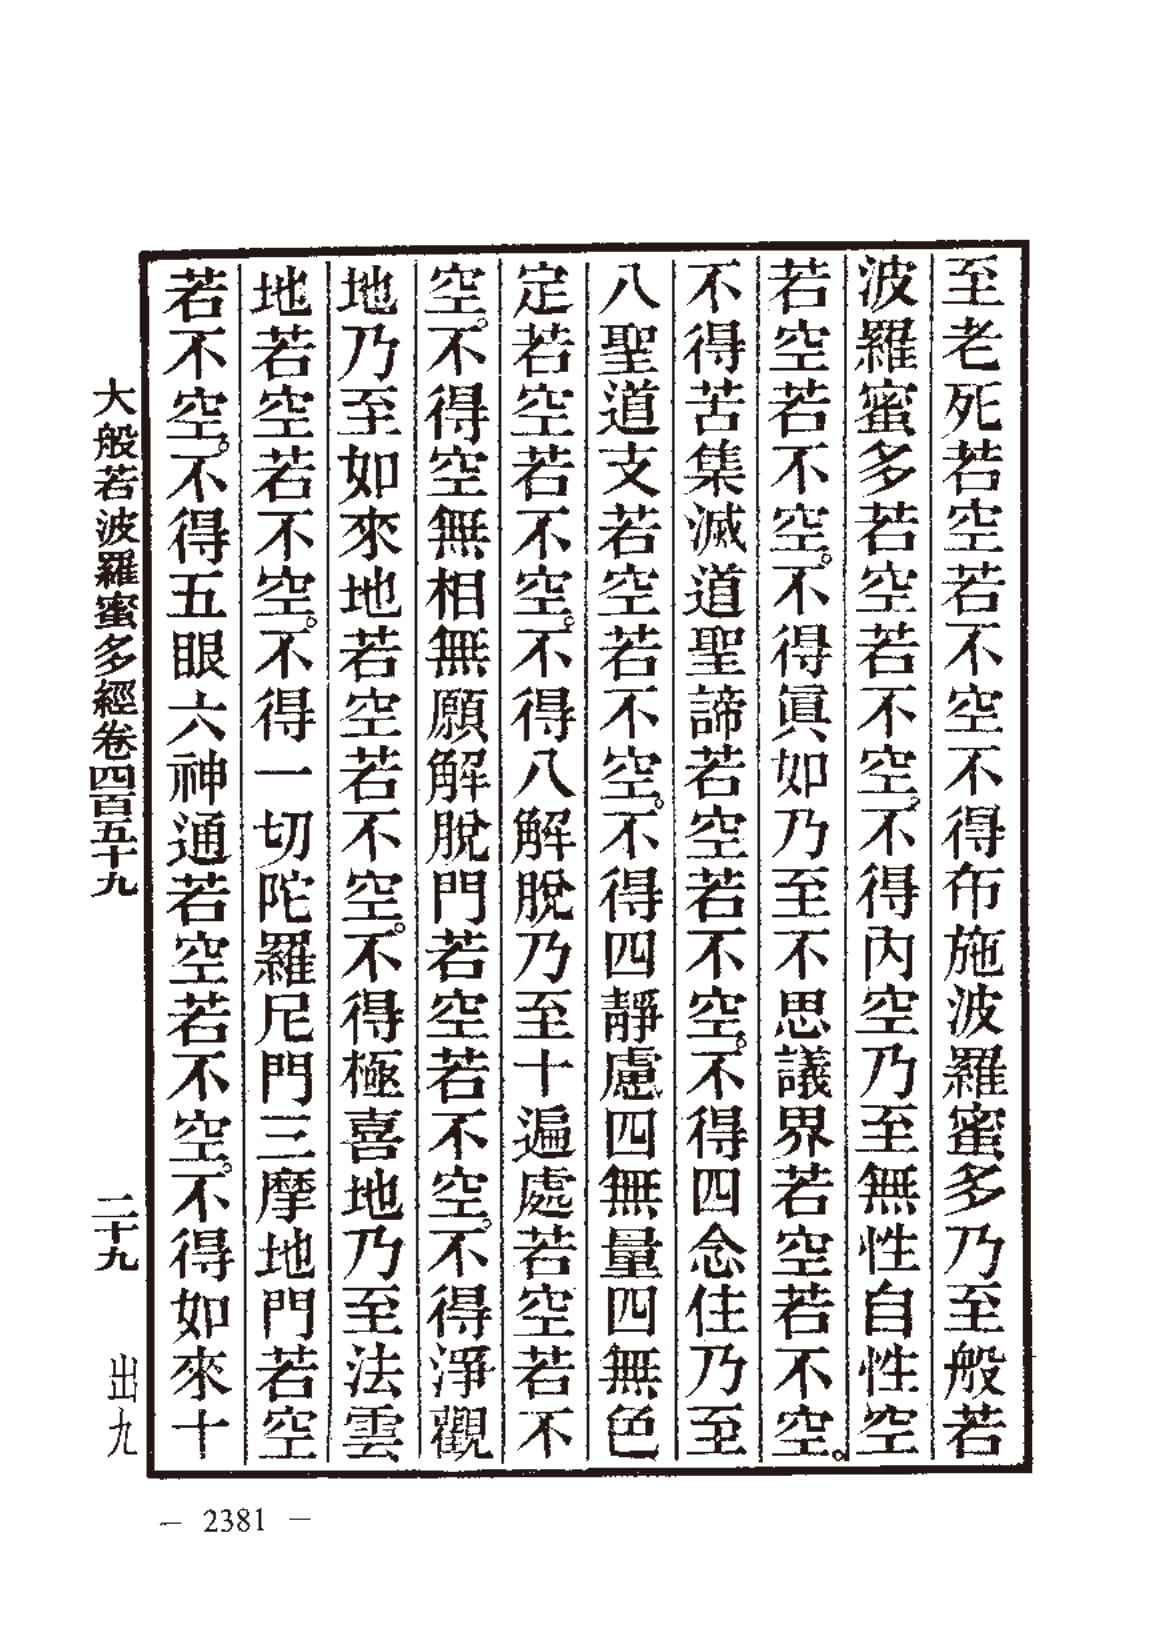 至老死若空若不空不得布施波羅蜜多乃至般若
波羅蜜多若空若不空。不得內空乃至無性自性空
若空若不空。不得眞如乃至不思議界若空若不空。
不得苦集滅道聖諦若空若不空。不得四念住乃至
八聖道支若空若不空。不得四靜慮四無量四無色
定若空若不空。不得八解脫乃至十遍處若空若不
空。不得空無相無願解脫門若空若不空。不得淨觀
地乃至如來地若空若不空。不得極喜地乃至法雲
地若空若不空。不得一切陀羅尼門三摩地門若空
若不空。不得五眼六神通若空若不空。不得如來十
大般若波羅蜜多經卷四百五十九 二十九 出九
— 2381 —